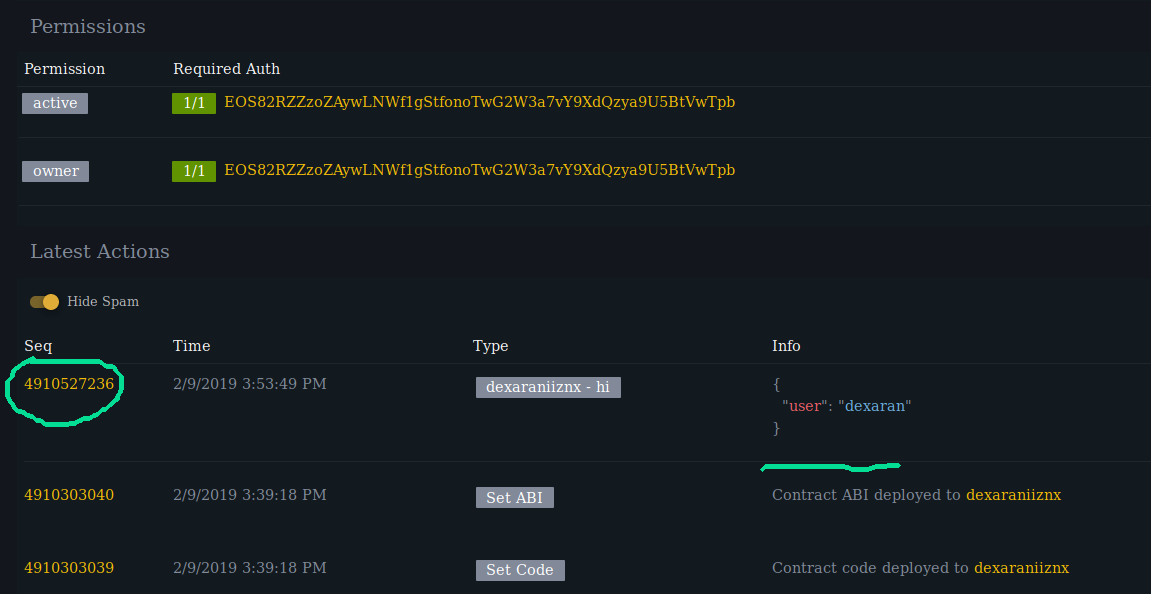 Permissions
Permission Required Auth
active 1/1 EOS82RZZzoZAywLNWf1gStfonoTwG2W3a7vY9XdQzya9U5BtVwTpb
owner 1/1 EOS82RZZzoZAywLNWf1gStfonoTwG2W3a7vY9XdQzya9U5BtVwTpb
Latest Actions
Hide Spam
Seq Time Type Info
4910527236 2/9/2019 3:53:49 PM dexaraniiznx - hi {
"user": "dexaran"
}
4910303040 2/9/2019 3:39:18 PM Set ABI Contract ABI deployed to dexaraniiznx
4910303039 2/9/2019 3:39:18 PM Set Code Contract code deployed to dexaraniiznx